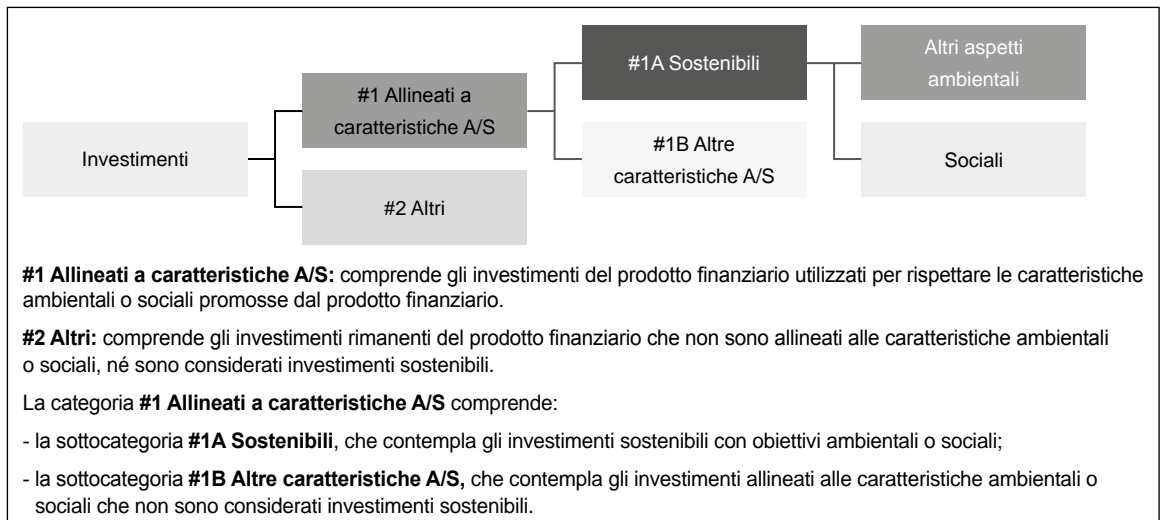 Investimenti
#1 Allineati a
caratteristiche A/S
#2 Altri
#1A Sostenibili
#1B Altre
caratteristiche A/S
Altri aspetti
ambientali
Sociali
#1 Allineati a caratteristiche A/S: comprende gli investimenti del prodotto finanziario utilizzati per rispettare le caratteristiche
ambientali o sociali promosse dal prodotto finanziario.
#2 Altri: comprende gli investimenti rimanenti del prodotto finanziario che non sono allineati alle caratteristiche ambientali
o sociali, né sono considerati investimenti sostenibili.
La categoria #1 Allineati a caratteristiche A/S comprende:
- la sottocategoria #1A Sostenibili, che contempla gli investimenti sostenibili con obiettivi ambientali o sociali;
- la sottocategoria #1B Altre caratteristiche A/S, che contempla gli investimenti allineati alle caratteristiche ambientali o
sociali che non sono considerati investimenti sostenibili.